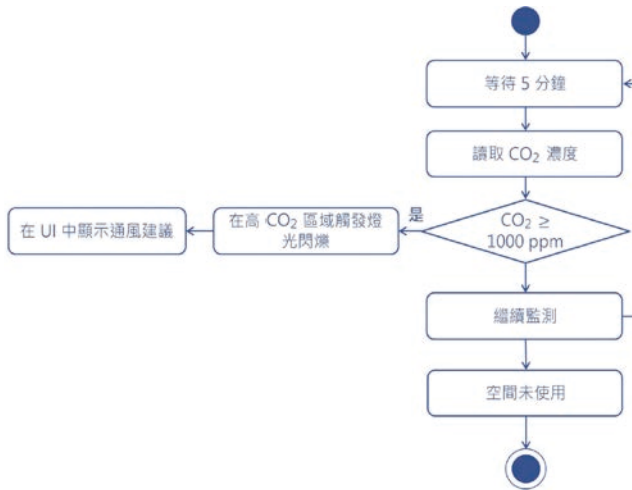 等待 5 分鐘
讀取 CO₂ 濃度
CO₂ ≥
1000 ppm
是
在高 CO₂ 區域觸發燈
光閃爍
在 UI 中顯示通風建議
繼續監測
空間未使用